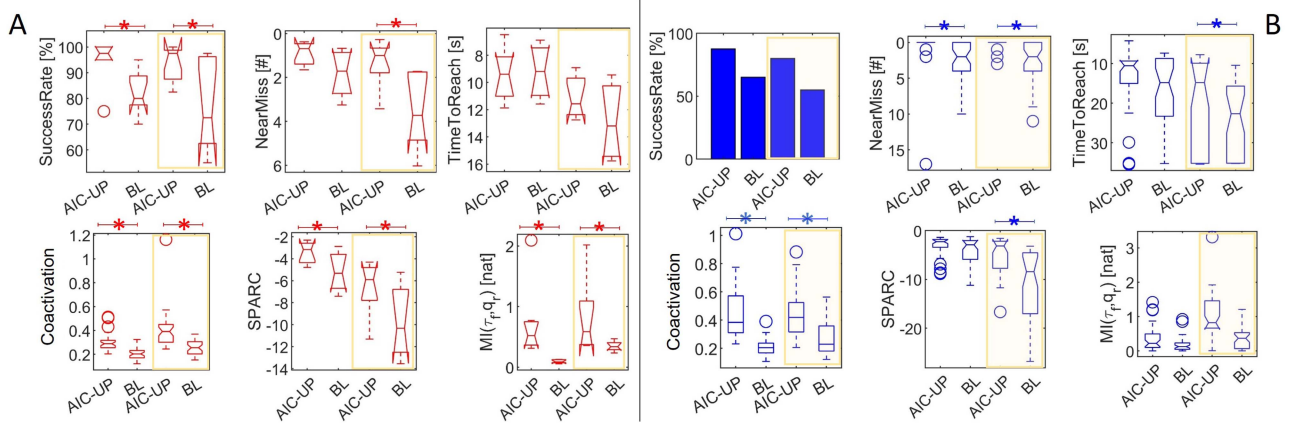 A
*
*
SuccessRate [%]
100
90
80
70
60
AIC-UP
BL
AIC-UP
BL
*
NearMiss [#]
0
2
4
6
AIC-UP
BL
AIC-UP
BL
TimeToReach [s]
6
8
10
12
14
16
AIC-UP
BL
AIC-UP
BL
*
*
Coactivation
1.2
1
0.8
0.6
0.4
0.2
AIC-UP
BL
AIC-UP
BL
*
*
SPARC
-2
-4
-6
-8
-10
-12
-14
AIC-UP
BL
AIC-UP
BL
*
*
MI(τf,qr) [nat]
2
1
0
AIC-UP
BL
AIC-UP
BL
B
SuccessRate [%]
100
50
0
AIC-UP
BL
AIC-UP
BL
*
*
NearMiss [#]
0
5
10
15
AIC-UP
BL
AIC-UP
BL
*
TimeToReach [s]
10
20
30
AIC-UP
BL
AIC-UP
BL
*
*
Coactivation
1
0.8
0.6
0.4
0.2
AIC-UP
BL
AIC-UP
BL
*
SPARC
0
-10
-20
AIC-UP
BL
AIC-UP
BL
MI(τf,qr) [nat]
3
2
1
0
AIC-UP
BL
AIC-UP
BL